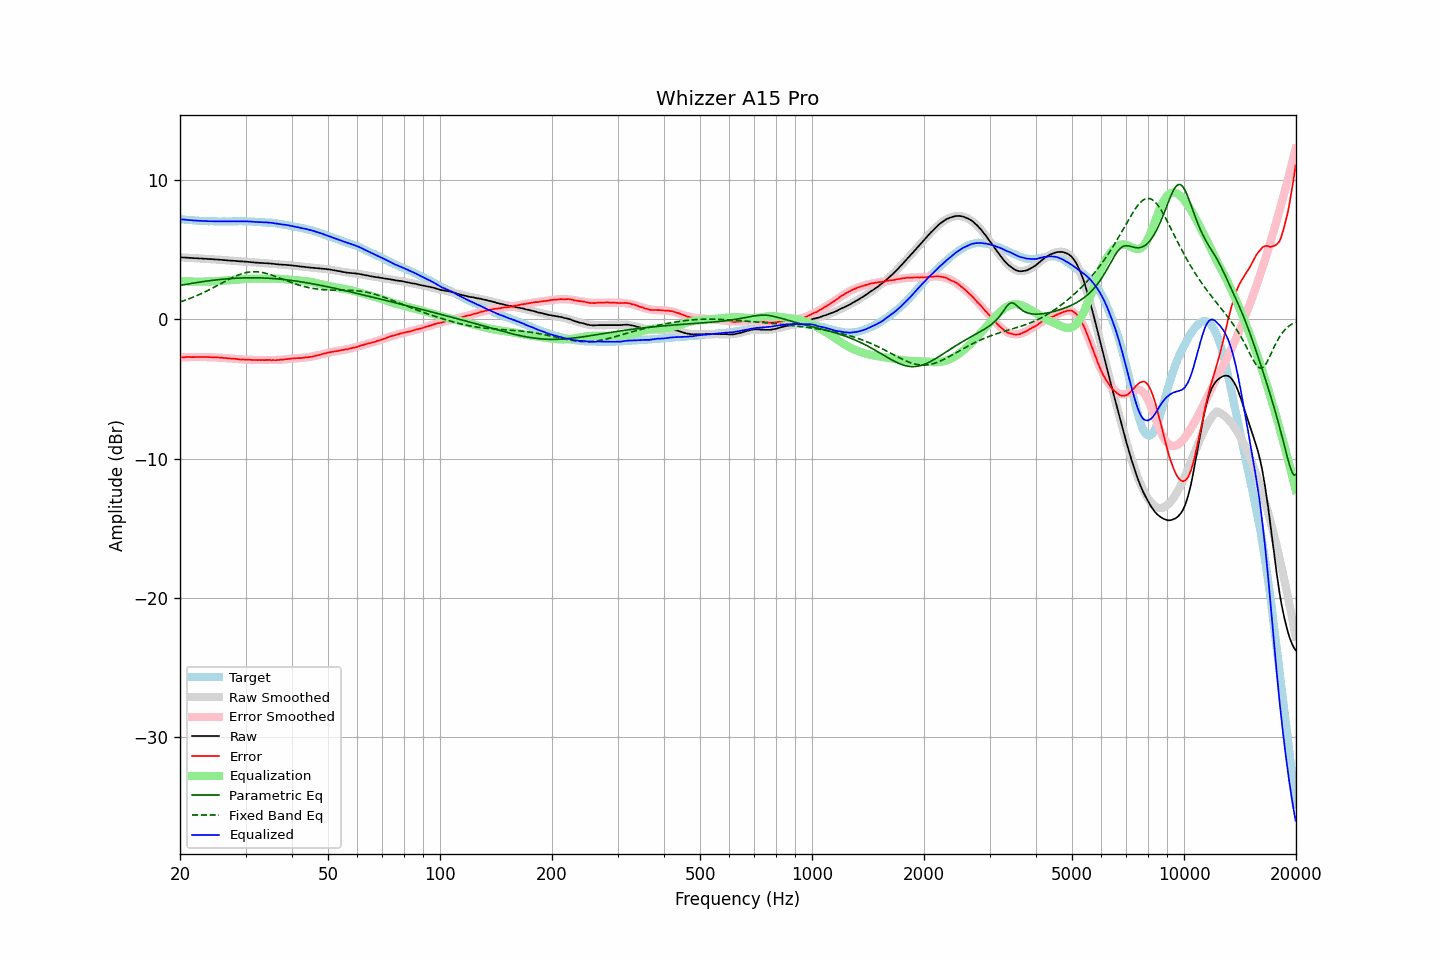 Whizzer A15 Pro
Amplitude (dBr)
10
0
−10
−20
−30
Target
Raw Smoothed
Error Smoothed
Raw
Error
Equalization
Parametric Eq
Fixed Band Eq
Equalized
20 50 100 200 500 1000 2000 5000 10000 20000
Frequency (Hz)